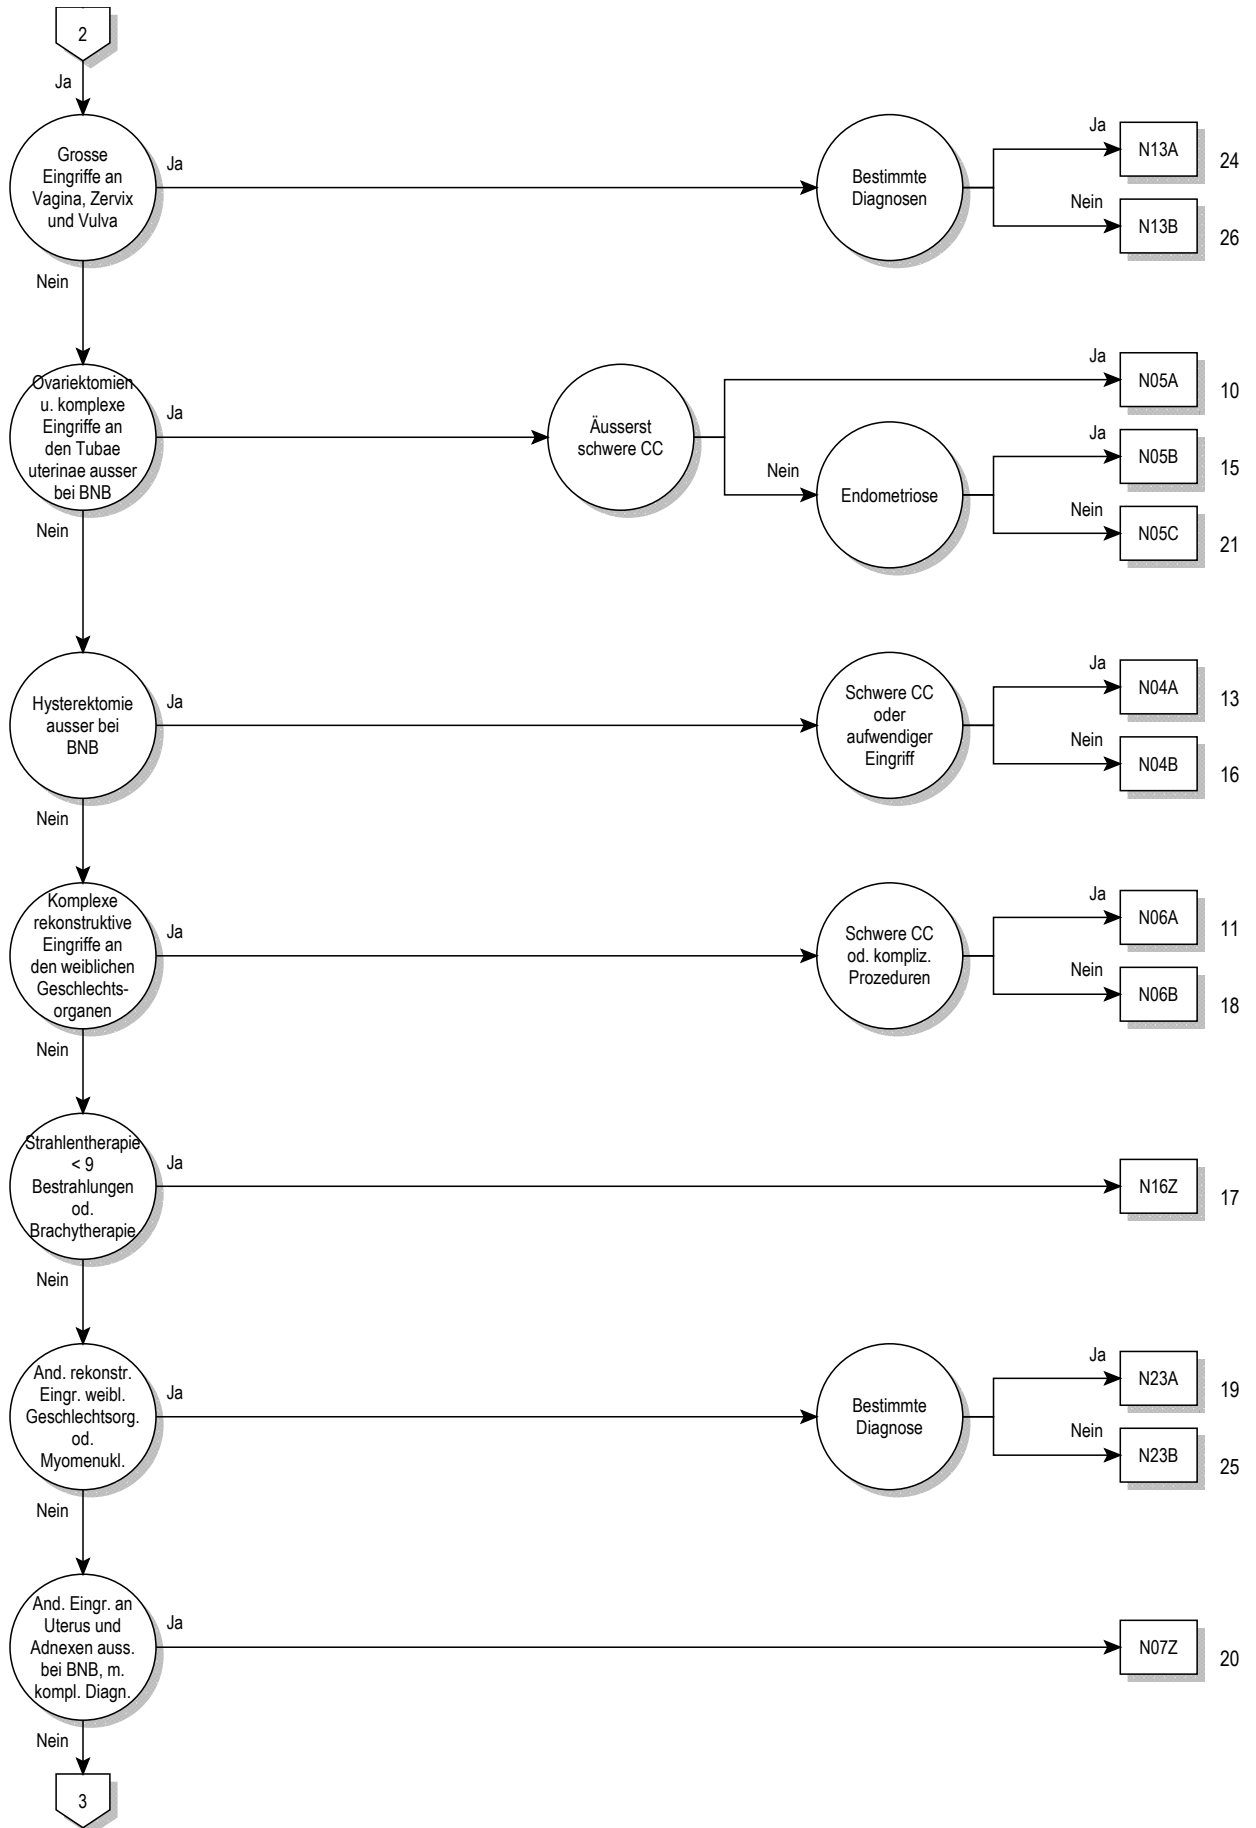 2
Ja
Grosse
Eingriffe an
Vagina, Zervix
und Vulva
Ja
Bestimmte
Diagnosen
Ja
N13A
24
Nein
N13B
26
Nein
Ovariektomien
u. komplexe
Eingriffe an
den Tubae
uterinae ausser
bei BNB
Ja
Äusserst
schwere CC
Ja
N05A
10
Nein
Endometriose
Ja
N05B
15
Nein
N05C
21
Nein
Hysterektomie
ausser bei
BNB
Ja
Schwere CC
oder
aufwendiger
Eingriff
Ja
N04A
13
Nein
N04B
16
Nein
Komplexe
rekonstruktive
Eingriffe an
den weiblichen
Geschlechts-
organen
Ja
Schwere CC
od. kompliz.
Prozeduren
Ja
N06A
11
Nein
N06B
18
Nein
Strahlentherapie
< 9
Bestrahlungen
od.
Brachytherapie
Ja
N16Z
17
Nein
And. rekonstr.
Eingr. weibl.
Geschlechtsorg.
od.
Myomenukl.
Ja
Bestimmte
Diagnose
Ja
N23A
19
Nein
N23B
25
Nein
And. Eingr. an
Uterus und
Adnexen auss.
bei BNB, m.
kompl. Diagn.
Ja
N07Z
20
Nein
3